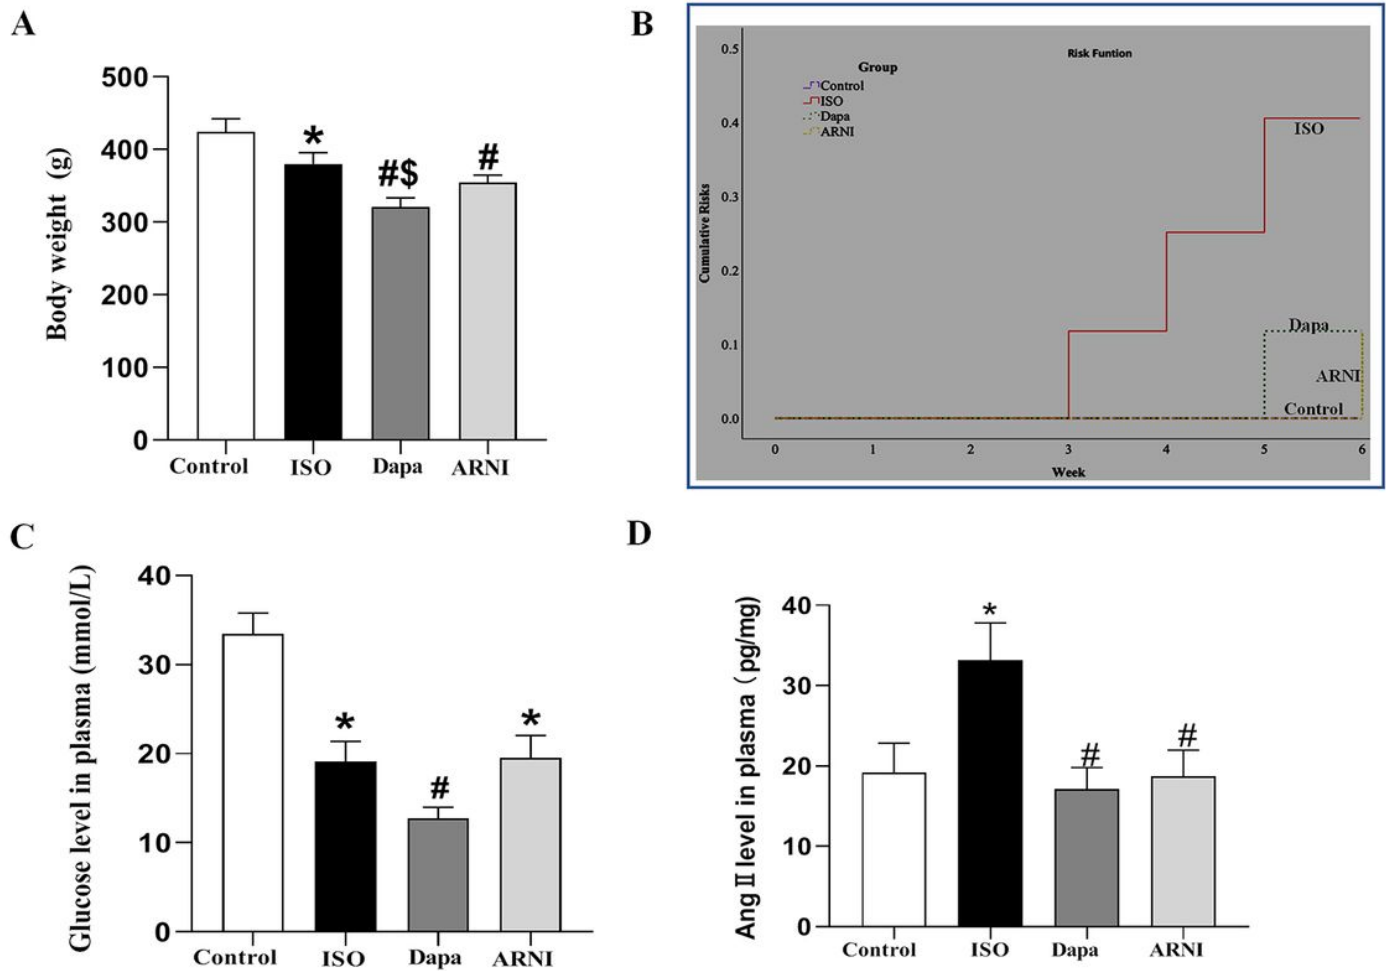 A
Body weight (g)
500
400
300
200
100
0
*
#$
#
Control
ISO
Dapa
ARNI
B
Risk Funtion
Group
Control
ISO
Dapa
ARNI
Cumulative Risks
0.5
0.4
0.3
0.2
0.1
0.0
ISO
Dapa
ARNI
Control
0 1 2 3 4 5 6
Week
C
Glucose level in plasma (mmol/L)
40
30
20
10
0
*
#
*
Control
ISO
Dapa
ARNI
D
Ang Ⅱ level in plasma (pg/mg)
40
30
20
10
0
*
#
#
Control
ISO
Dapa
ARNI